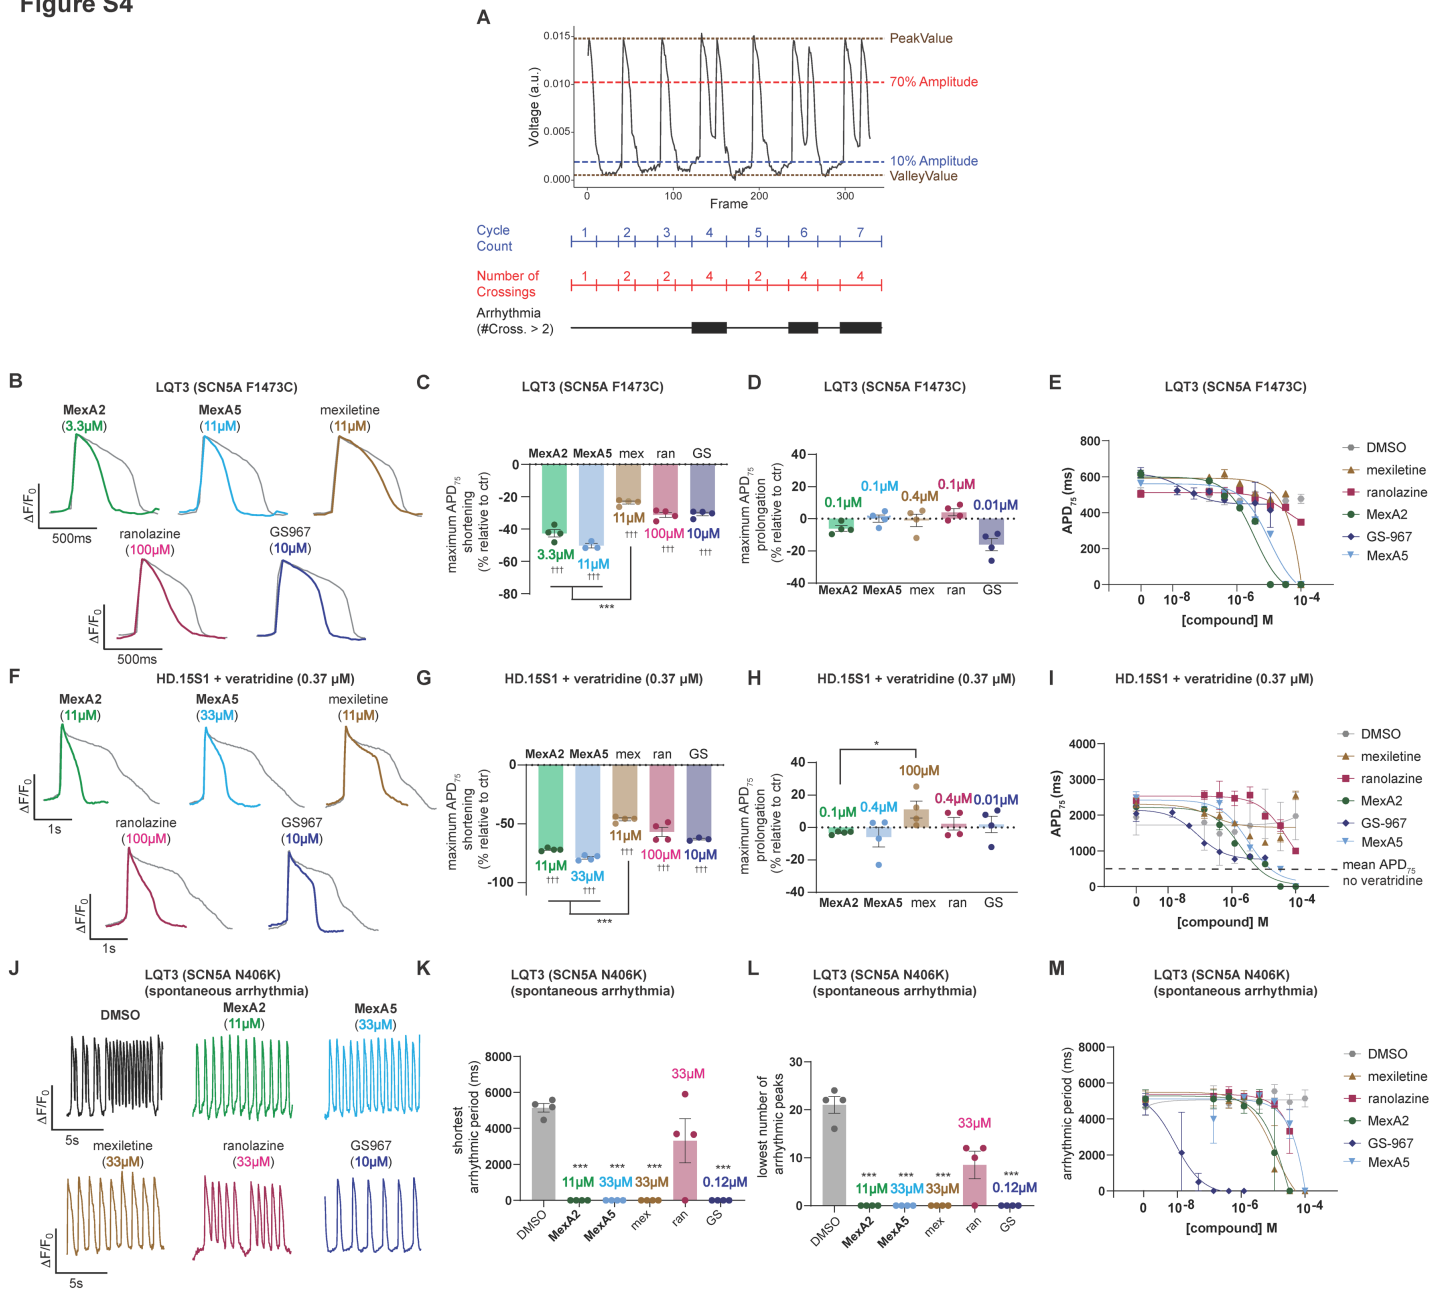 Figure S4
A
Voltage (a.u.)
0.015
0.010
0.005
0.000
PeakValue
70% Amplitude
10% Amplitude
ValleyValue
0
100
200
300
Frame
Cycle
Count
1 2 3 4 5 6 7
Number of
Crossings
1 2 2 4 2 4 4
Arrhythmia
(#Cross. > 2)
B
LQT3 (SCN5A F1473C)
MexA2
(3.3µM)
MexA5
(11µM)
mexiletine
(11µM)
ΔF/F0
500ms
ranolazine
(100µM)
GS967
(10µM)
ΔF/F0
500ms
C
LQT3 (SCN5A F1473C)
MexA2 MexA5 mex ran GS
maximum APD75
shortening
(% relative to ctr)
0
-20
-40
-60
-80
3.3µM
11µM
11µM
100µM
10µM
††† ††† ††† ††† †††
***
D
LQT3 (SCN5A F1473C)
maximum APD75
prolongation
(% relative to ctr)
40
20
0
-20
-40
0.1µM
0.1µM
0.4µM
0.1µM
0.01µM
MexA2 MexA5 mex ran GS
E
LQT3 (SCN5A F1473C)
APD75 (ms)
800
600
400
200
0
0 10-8 10-6 10-4
[compound] M
DMSO
mexiletine
ranolazine
MexA2
GS-967
MexA5
F
HD.15S1 + veratridine (0.37 µM)
MexA2
(11µM)
MexA5
(33µM)
mexiletine
(11µM)
ΔF/F0
1s
ranolazine
(100µM)
GS967
(10µM)
ΔF/F0
1s
G
HD.15S1 + veratridine (0.37 µM)
MexA2 MexA5 mex ran GS
maximum APD75
shortening
(% relative to ctr)
0
-50
-100
11µM
33µM
11µM
100µM
10µM
††† ††† ††† ††† †††
***
H
HD.15S1 + veratridine (0.37 µM)
maximum APD75
prolongation
(% relative to ctr)
40
20
0
-20
-40
*
0.1µM
0.4µM
100µM
0.4µM
0.01µM
MexA2 MexA5 mex ran GS
I
HD.15S1 + veratridine (0.37 µM)
APD75 (ms)
4000
3000
2000
1000
0
0 10-8 10-6 10-4
[compound] M
DMSO
mexiletine
ranolazine
MexA2
GS-967
MexA5
mean APD75
no veratridine
J
LQT3 (SCN5A N406K)
(spontaneous arrhythmia)
DMSO
MexA2
(11µM)
MexA5
(33µM)
ΔF/F0
5s
mexiletine
(33µM)
ranolazine
(33µM)
GS967
(10µM)
ΔF/F0
5s
K
LQT3 (SCN5A N406K)
(spontaneous arrhythmia)
shortest
arrhythmic period (ms)
8000
6000
4000
2000
0
33µM
*** *** *** ***
11µM 33µM 33µM 0.12µM
DMSO MexA2 MexA5 mex ran GS
L
LQT3 (SCN5A N406K)
(spontaneous arrhythmia)
lowest number of
arrhythmic peaks
30
20
10
0
33µM
*** *** *** ***
11µM 33µM 33µM 0.12µM
DMSO MexA2 MexA5 mex ran GS
M
LQT3 (SCN5A N406K)
(spontaneous arrhythmia)
arrhythmic period (ms)
8000
6000
4000
2000
0
0 10-8 10-6 10-4
[compound] M
DMSO
mexiletine
ranolazine
MexA2
GS-967
MexA5